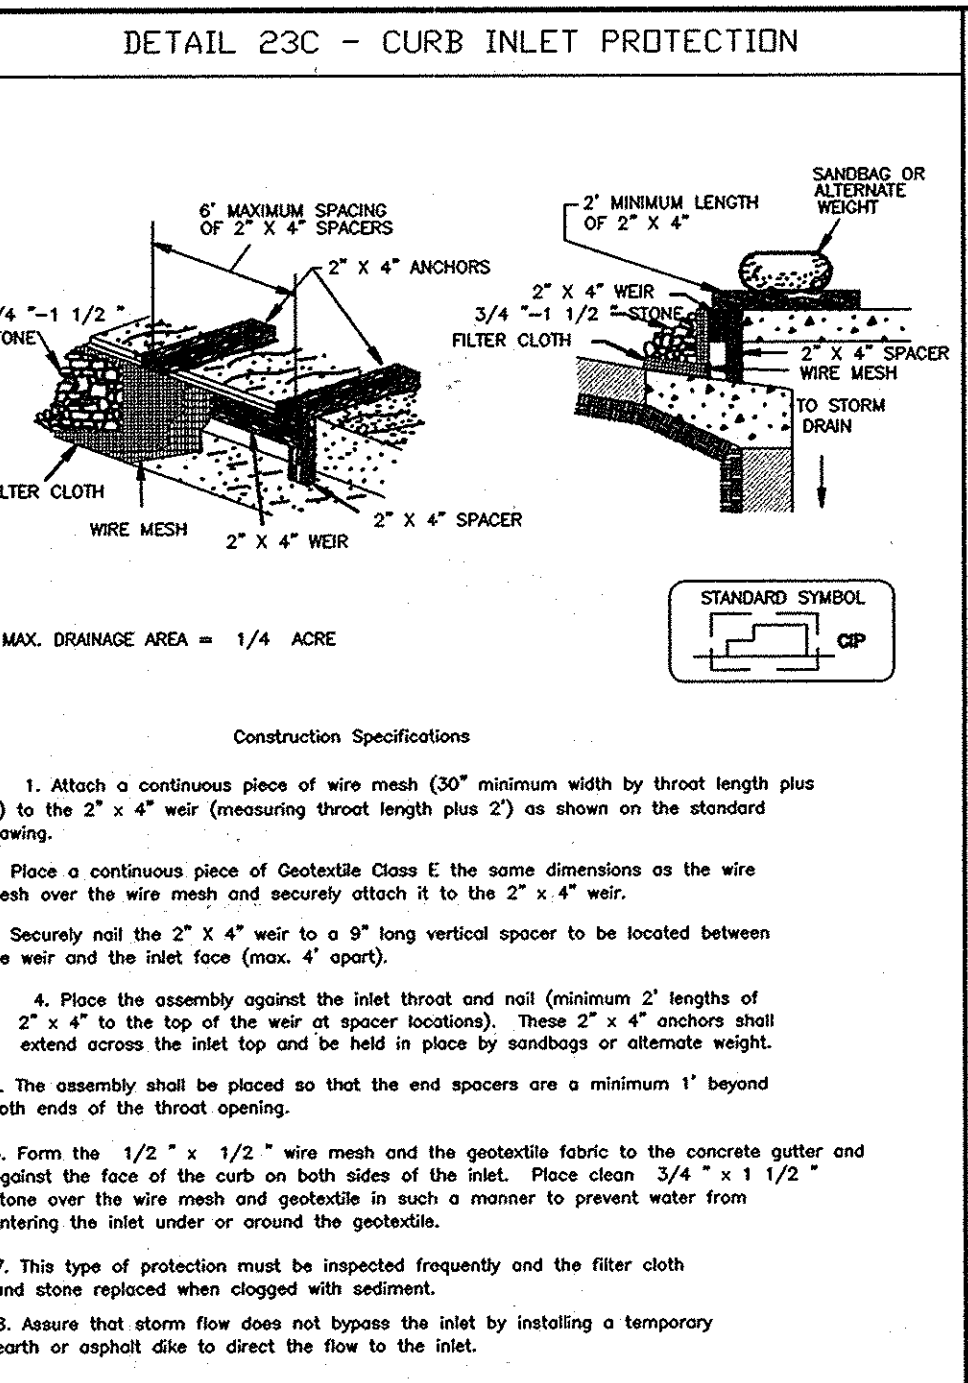 DETAIL 23C - CURB INLET PROTECTION
6' MAXIMUM SPACING
OF 2" X 4" SPACERS
2" X 4" ANCHORS
/4 "-1 1/2 "
TONE
LTER CLOTH
WIRE MESH
2" X 4" WEIR
2" X 4" SPACER
2' MINIMUM LENGTH
OF 2" X 4"
SANDBAG OR
ALTERNATE
WEIGHT
2" X 4" WEIR
3/4 "-1 1/2 "STONE
FILTER CLOTH
2" X 4" SPACER
WIRE MESH
TO STORM
DRAIN
STANDARD SYMBOL
CIP
MAX. DRAINAGE AREA = 1/4 ACRE
Construction Specifications
1. Attach a continuous piece of wire mesh (30" minimum width by throat length plus
) to the 2" x 4" weir (measuring throat length plus 2') as shown on the standard
awing.
Place a continuous piece of Geotextile Class E the same dimensions as the wire
esh over the wire mesh and securely attach it to the 2" x 4" weir.
Securely nail the 2" X 4" weir to a 9" long vertical spacer to be located between
e weir and the inlet face (max. 4' apart).
4. Place the assembly against the inlet throat and nail (minimum 2' lengths of
2" x 4" to the top of the weir at spacer locations). These 2" x 4" anchors shall
extend across the inlet top and be held in place by sandbags or alternate weight.
. The assembly shall be placed so that the end spacers are a minimum 1' beyond
oth ends of the throat opening.
. Form the 1/2 " x 1/2 " wire mesh and the geotextile fabric to the concrete gutter and
gainst the face of the curb on both sides of the inlet. Place clean 3/4 " x 1 1/2 "
tone over the wire mesh and geotextile in such a manner to prevent water from
ntering the inlet under or around the geotextile.
7. This type of protection must be inspected frequently and the filter cloth
and stone replaced when clogged with sediment.
8. Assure that storm flow does not bypass the inlet by installing a temporary
earth or asphalt dike to direct the flow to the inlet.